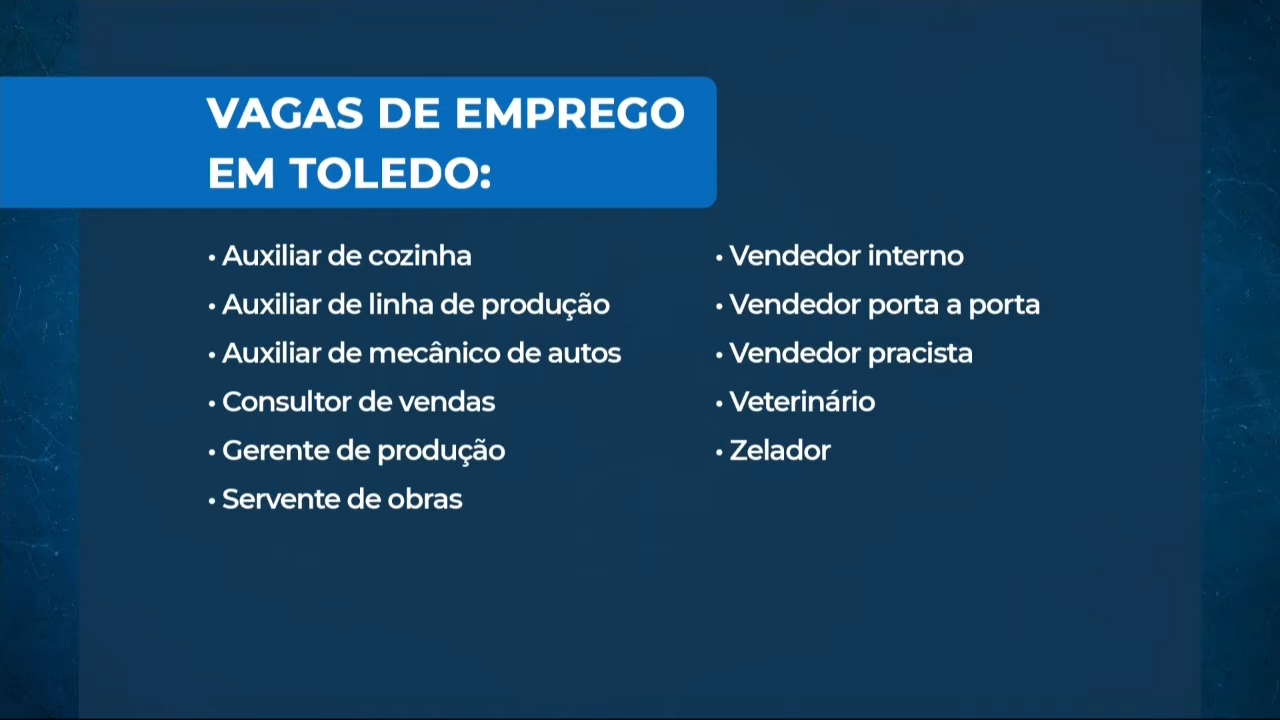 VAGAS DE EMPREGO
EM TOLEDO:
• Auxiliar de cozinha
• Auxiliar de linha de produção
• Auxiliar de mecânico de autos
• Consultor de vendas
• Gerente de produção
• Servente de obras
• Vendedor interno
• Vendedor porta a porta
• Vendedor pracista
• Veterinário
• Zelador